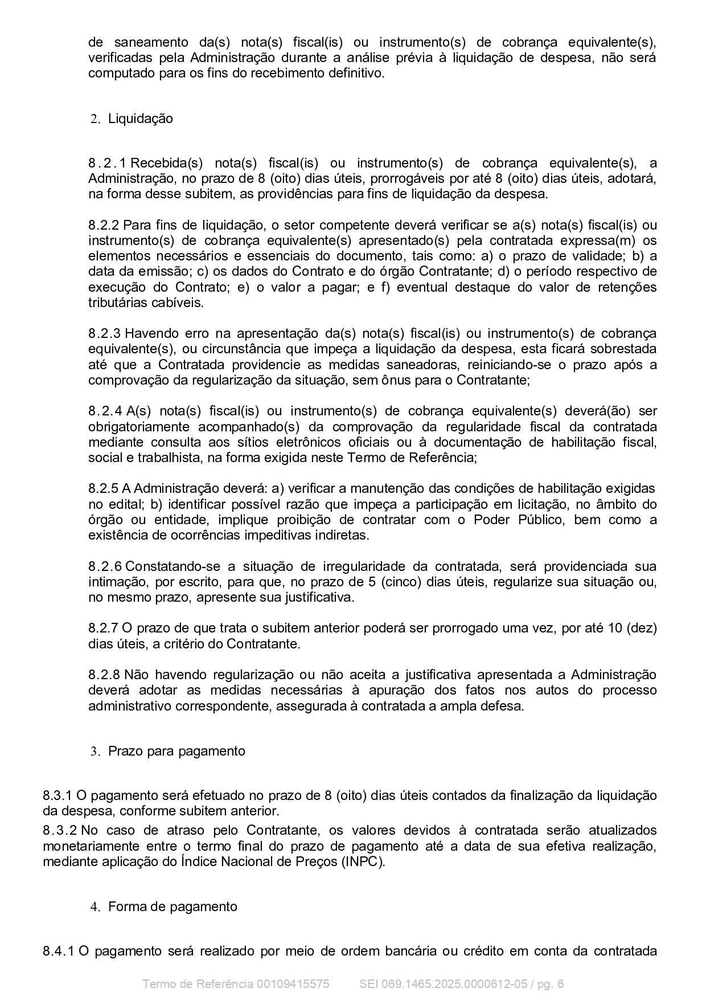 de saneamento da(s) nota(s) fiscal(is) ou instrumento(s) de cobrança equivalente(s),
verificadas pela Administração durante a análise prévia à liquidação de despesa, não será
computado para os fins do recebimento definitivo.
2. Liquidação
8.2.1 Recebida(s) nota(s) fiscal(is) ou instrumento(s) de cobrança equivalente(s), a
Administração, no prazo de 8 (oito) dias úteis, prorrogáveis por até 8 (oito) dias úteis, adotará,
na forma desse subitem, as providências para fins de liquidação da despesa.
8.2.2 Para fins de liquidação, o setor competente deverá verificar se a(s) nota(s) fiscal(is) ou
instrumento(s) de cobrança equivalente(s) apresentado(s) pela contratada expressa(m) os
elementos necessários e essenciais do documento, tais como: a) o prazo de validade; b) a
data da emissão; c) os dados do Contrato e do órgão Contratante; d) o período respectivo de
execução do Contrato; e) o valor a pagar; e f) eventual destaque do valor de retenções
tributárias cabíveis.
8.2.3 Havendo erro na apresentação da(s) nota(s) fiscal(is) ou instrumento(s) de cobrança
equivalente(s), ou circunstância que impeça a liquidação da despesa, esta ficará sobrestada
até que a Contratada providencie as medidas saneadoras, reiniciando-se o prazo após a
comprovação da regularização da situação, sem ônus para o Contratante;
8.2.4 A(s) nota(s) fiscal(is) ou instrumento(s) de cobrança equivalente(s) deverá(ão) ser
obrigatoriamente acompanhado(s) da comprovação da regularidade fiscal da contratada
mediante consulta aos sítios eletrônicos oficiais ou à documentação de habilitação fiscal,
social e trabalhista, na forma exigida neste Termo de Referência;
8.2.5 A Administração deverá: a) verificar a manutenção das condições de habilitação exigidas
no edital; b) identificar possível razão que impeça a participação em licitação, no âmbito do
órgão ou entidade, implique proibição de contratar com o Poder Público, bem como a
existência de ocorrências impeditivas indiretas.
8.2.6 Constatando-se a situação de irregularidade da contratada, será providenciada sua
intimação, por escrito, para que, no prazo de 5 (cinco) dias úteis, regularize sua situação ou,
no mesmo prazo, apresente sua justificativa.
8.2.7 O prazo de que trata o subitem anterior poderá ser prorrogado uma vez, por até 10 (dez)
dias úteis, a critério do Contratante.
8.2.8 Não havendo regularização ou não aceita a justificativa apresentada a Administração
deverá adotar as medidas necessárias à apuração dos fatos nos autos do processo
administrativo correspondente, assegurada à contratada a ampla defesa.
3. Prazo para pagamento
8.3.1 O pagamento será efetuado no prazo de 8 (oito) dias úteis contados da finalização da liquidação
da despesa, conforme subitem anterior.
8.3.2 No caso de atraso pelo Contratante, os valores devidos à contratada serão atualizados
monetariamente entre o termo final do prazo de pagamento até a data de sua efetiva realização,
mediante aplicação do Índice Nacional de Preços (INPC).
4. Forma de pagamento
8.4.1 O pagamento será realizado por meio de ordem bancária ou crédito em conta da contratada
Termo de Referência 00109415575 SEI 069.1465.2025.0000612-05 / pg. 6